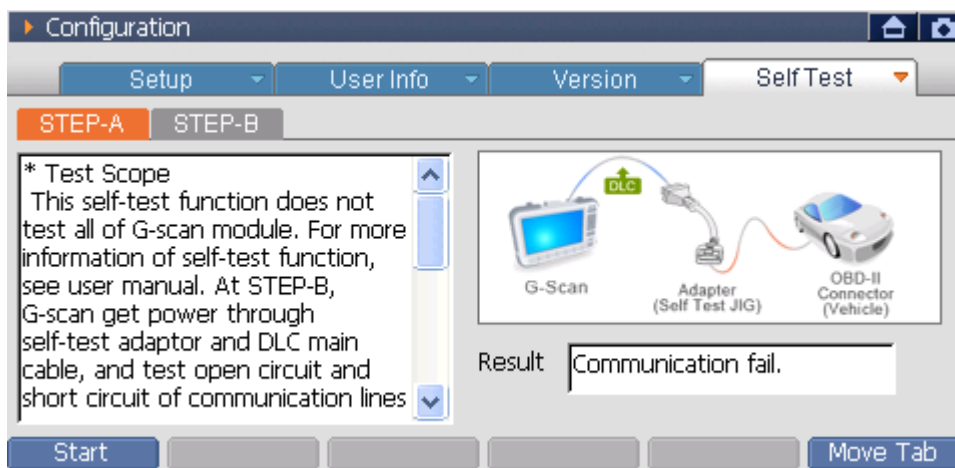 Configuration
Setup
User Info
Version
Self Test
STEP-A
STEP-B
* Test Scope
This self-test function does not
test all of G-scan module. For more
information of self-test function,
see user manual. At STEP-B,
G-scan get power through
self-test adaptor and DLC main
cable, and test open circuit and
short circuit of communication lines
DLC
G-Scan
Adapter
(Self Test JIG)
OBD-II
Connector
(Vehicle)
Result
Communication fail.
Start
Move Tab